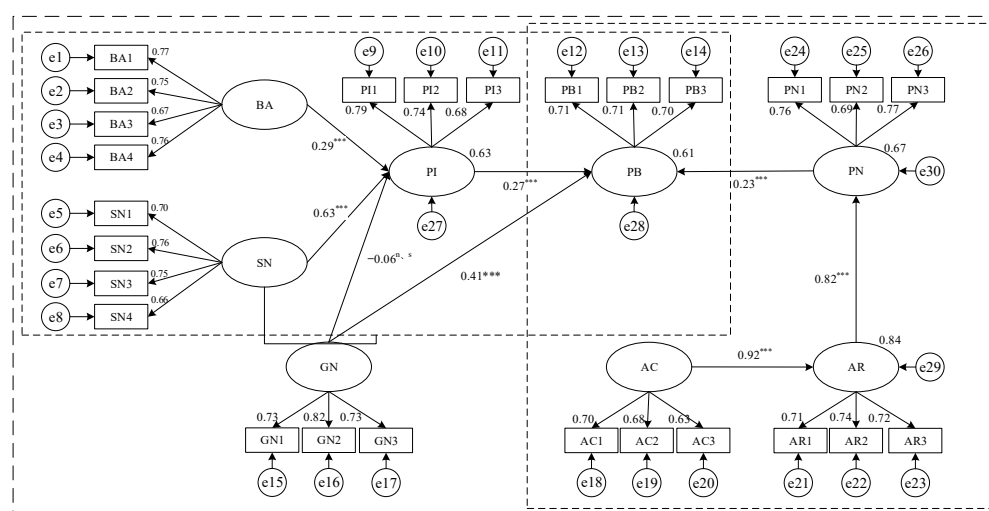 e1 BA1 0.77
e2 BA2 0.75
e3 BA3 0.67
e4 BA4 0.76
BA
e5 SN1 0.70
e6 SN2 0.76
e7 SN3 0.75
e8 SN4 0.66
SN
e9 e10 e11
PI1 PI2 PI3
0.79 0.74 0.68
PI 0.63
e27
0.29***
0.63***
−0.06n、s
0.27***
0.41***
e12 e13 e14
PB1 PB2 PB3
0.71 0.71 0.70
PB 0.61
e28
0.23***
e24 e25 e26
PN1 PN2 PN3
0.76 0.69 0.77
PN 0.67
e30
0.82***
GN
0.73 0.82 0.73
GN1 GN2 GN3
e15 e16 e17
AC
0.92***
0.70 0.68 0.63
AC1 AC2 AC3
e18 e19 e20
AR 0.84
e29
0.71 0.74 0.72
AR1 AR2 AR3
e21 e22 e23